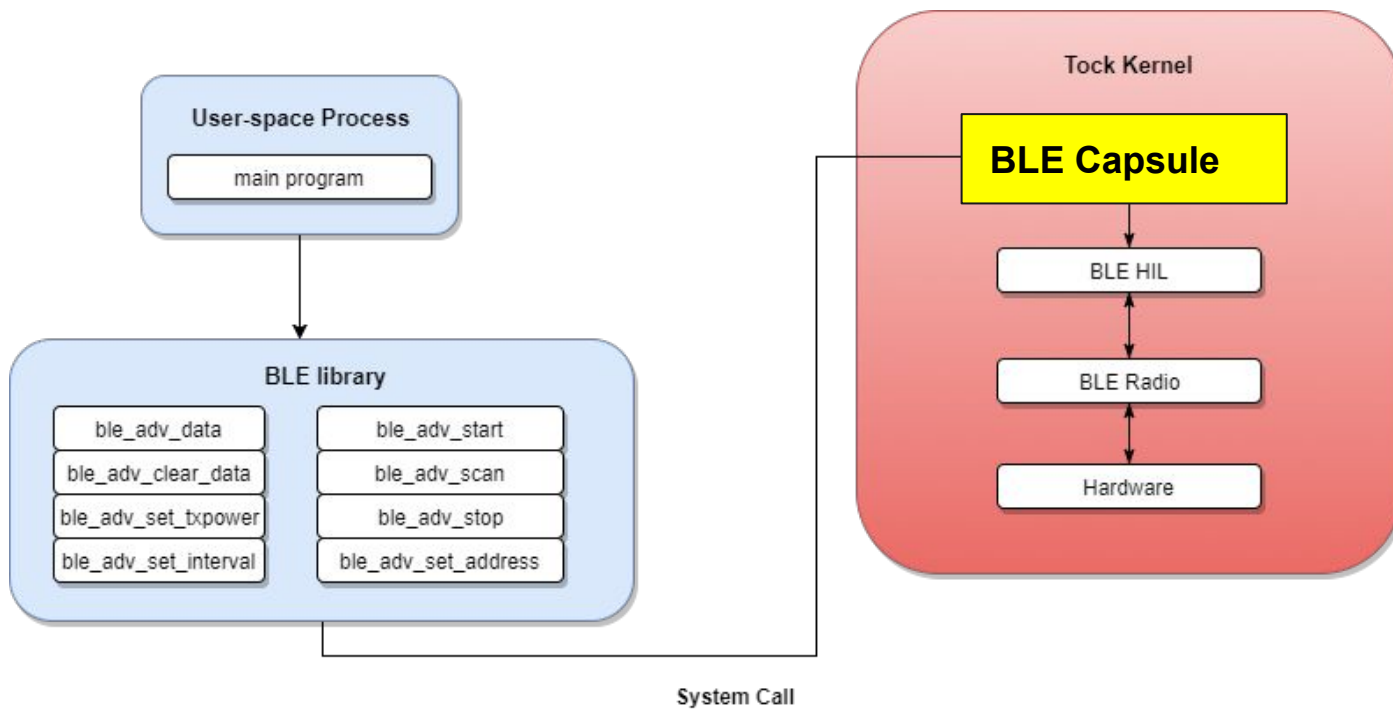 User-space Process
main program
BLE library
ble_adv_data
ble_adv_clear_data
ble_adv_set_txpower
ble_adv_set_interval
ble_adv_start
ble_adv_scan
ble_adv_stop
ble_adv_set_address
System Call
Tock Kernel
BLE Capsule
BLE HIL
BLE Radio
Hardware